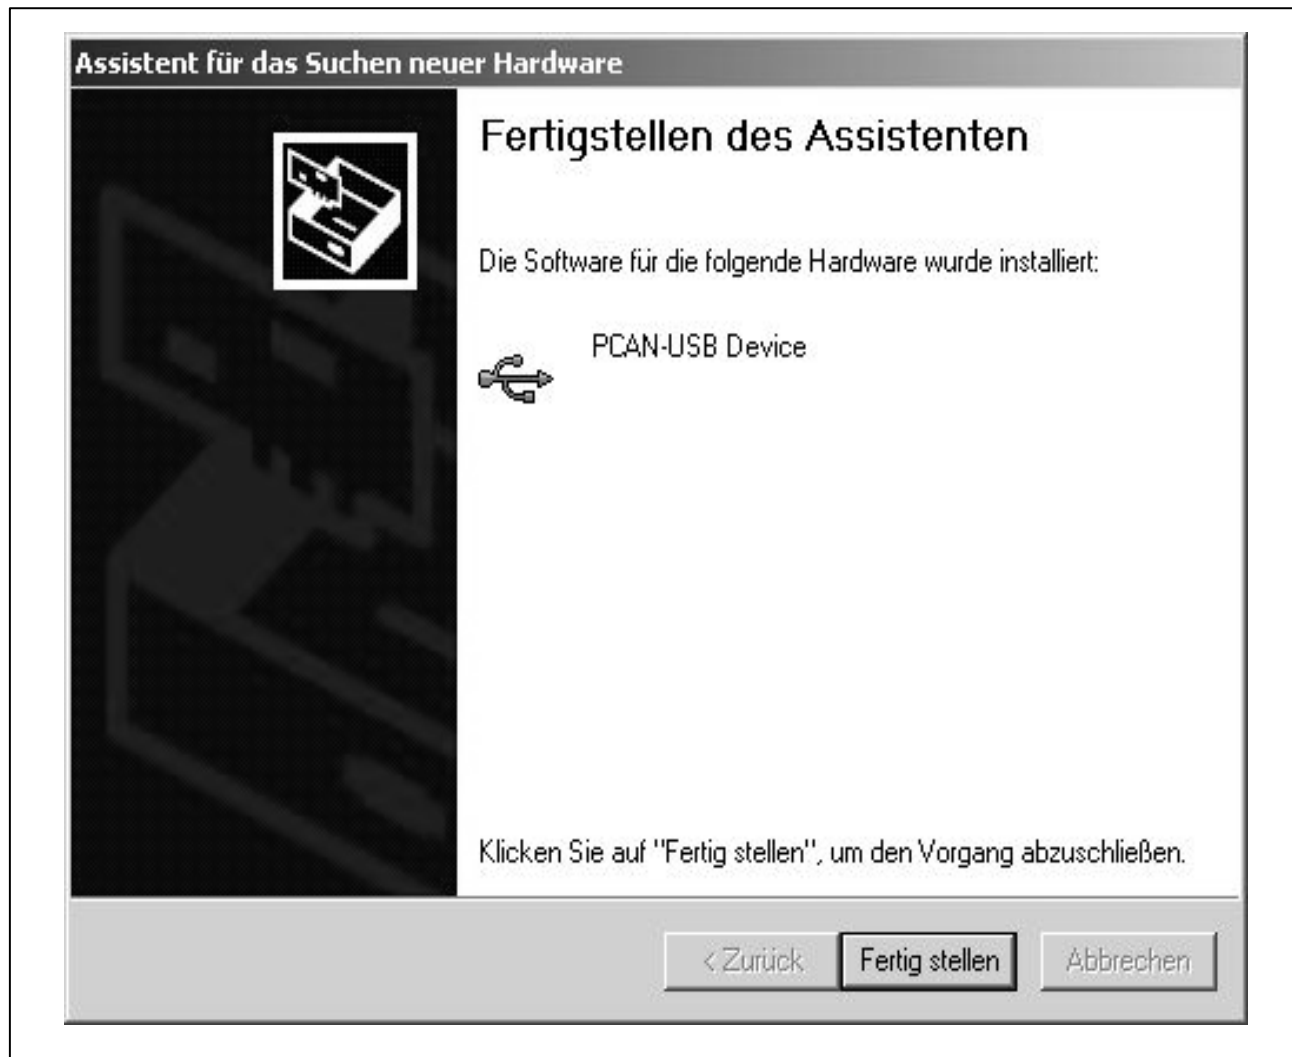 Assistent für das Suchen neuer Hardware
Fertigstellen des Assistenten
Die Software für die folgende Hardware wurde installiert:
PCAN-USB Device
Klicken Sie auf "Fertig stellen", um den Vorgang abzuschließen.
< Zurück
Fertig stellen
Abbrechen